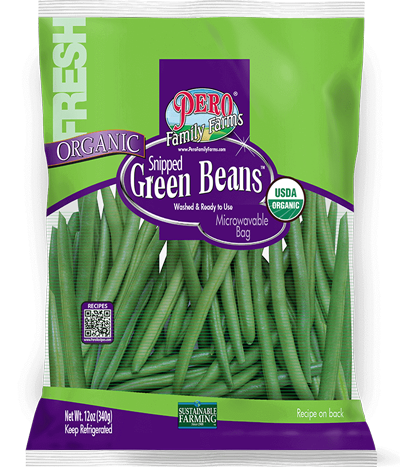 FRESH
ORGANIC
PERO
Family Farms
www.PeroFamilyFarms.com
Snipped
Green Beans™
Washed & Ready to Use
Microwavable
Bag
USDA
ORGANIC
RECIPES
Net Wt. 12oz (340g)
Keep Refrigerated
SUSTAINABLE
FARMING
Recipe on back